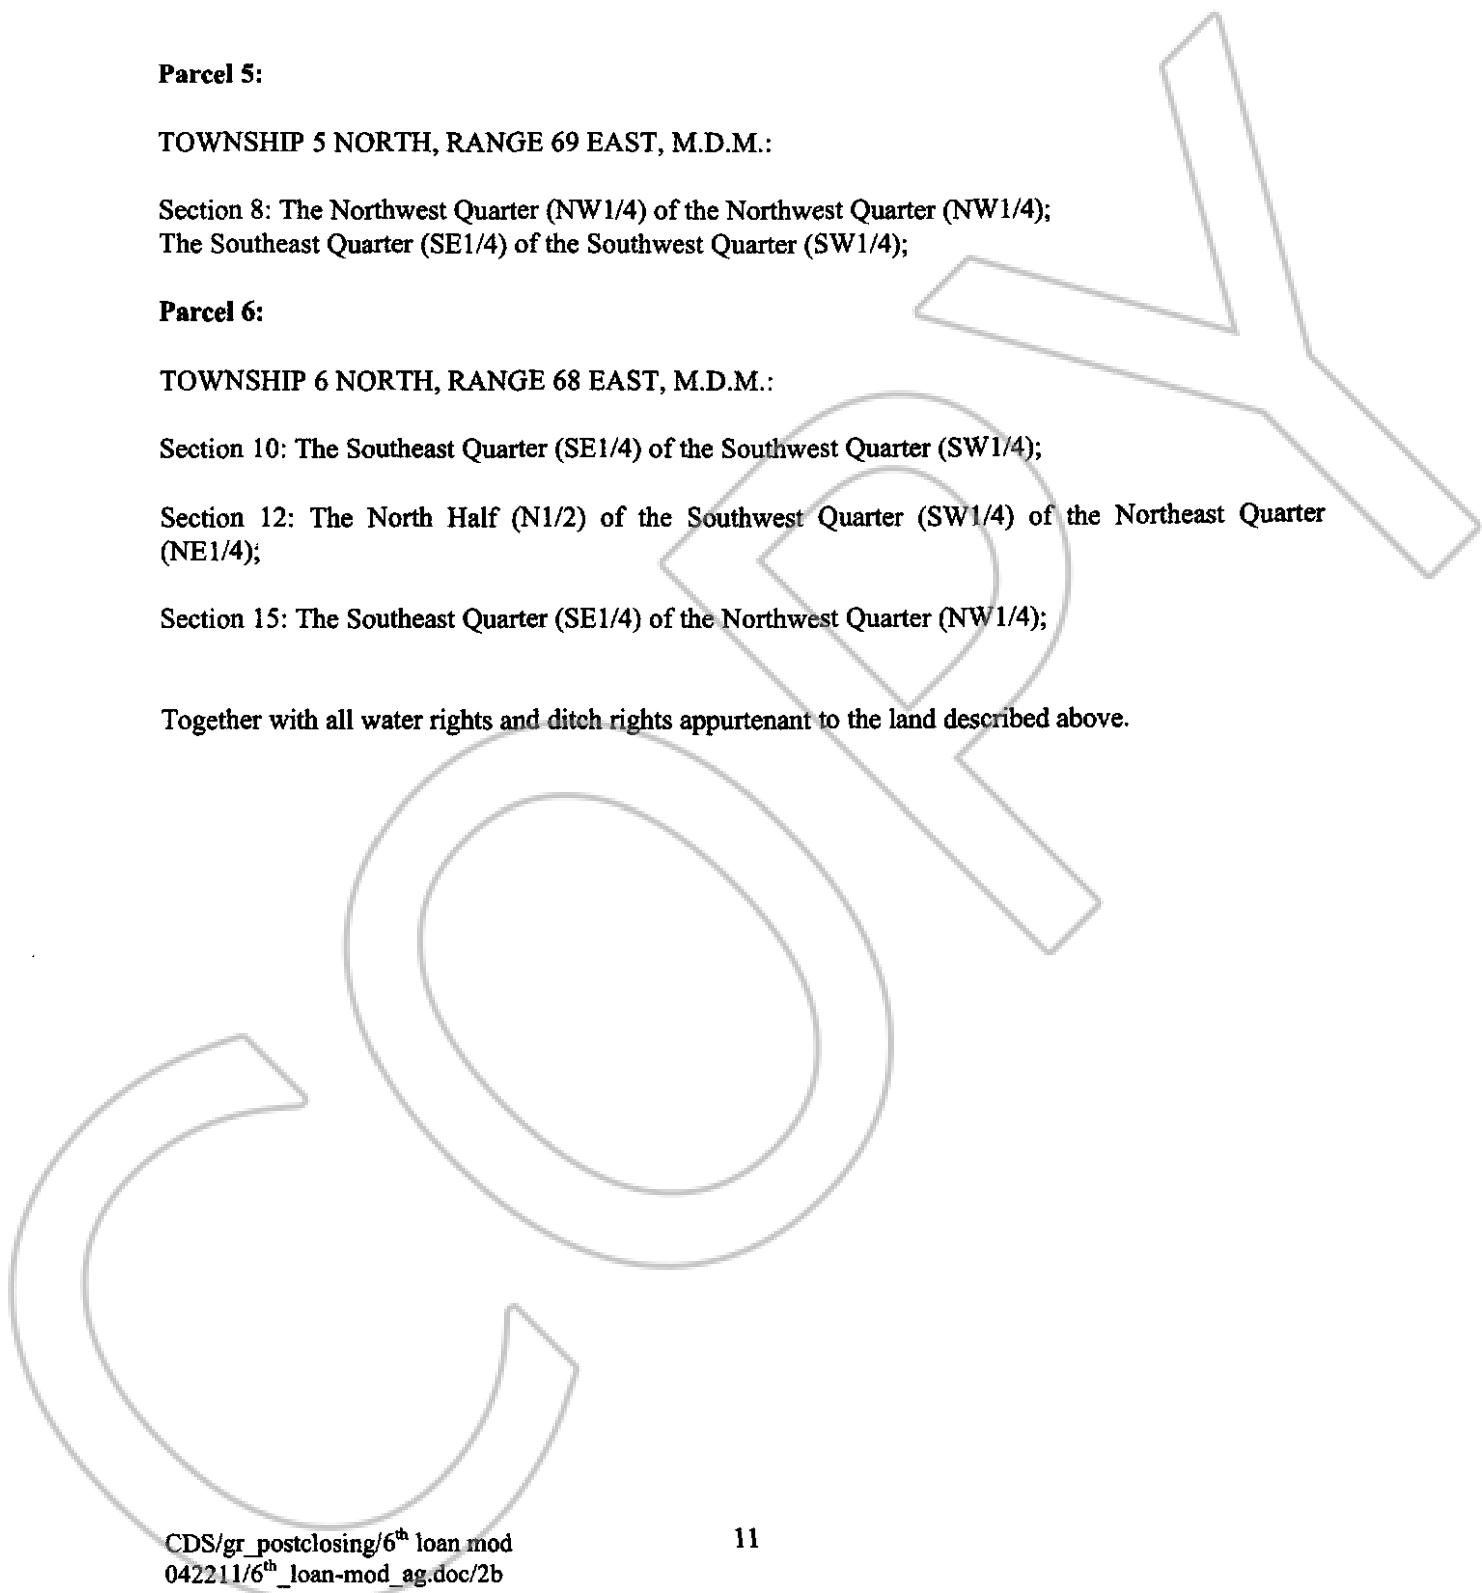 Parcel 5:
TOWNSHIP 5 NORTH, RANGE 69 EAST, M.D.M.:
Section 8: The Northwest Quarter (NW1/4) of the Northwest Quarter (NW1/4);
The Southeast Quarter (SE1/4) of the Southwest Quarter (SW1/4);
Parcel 6:
TOWNSHIP 6 NORTH, RANGE 68 EAST, M.D.M.:
Section 10: The Southeast Quarter (SE1/4) of the Southwest Quarter (SW1/4);
Section 12: The North Half (N1/2) of the Southwest Quarter (SW1/4) of the Northeast Quarter
(NE1/4);
Section 15: The Southeast Quarter (SE1/4) of the Northwest Quarter (NW1/4);
Together with all water rights and ditch rights appurtenant to the land described above.
COPY
CDS/gr_postclosing/6th loan mod
042211/6th_loan-mod_ag.doc/2b
11